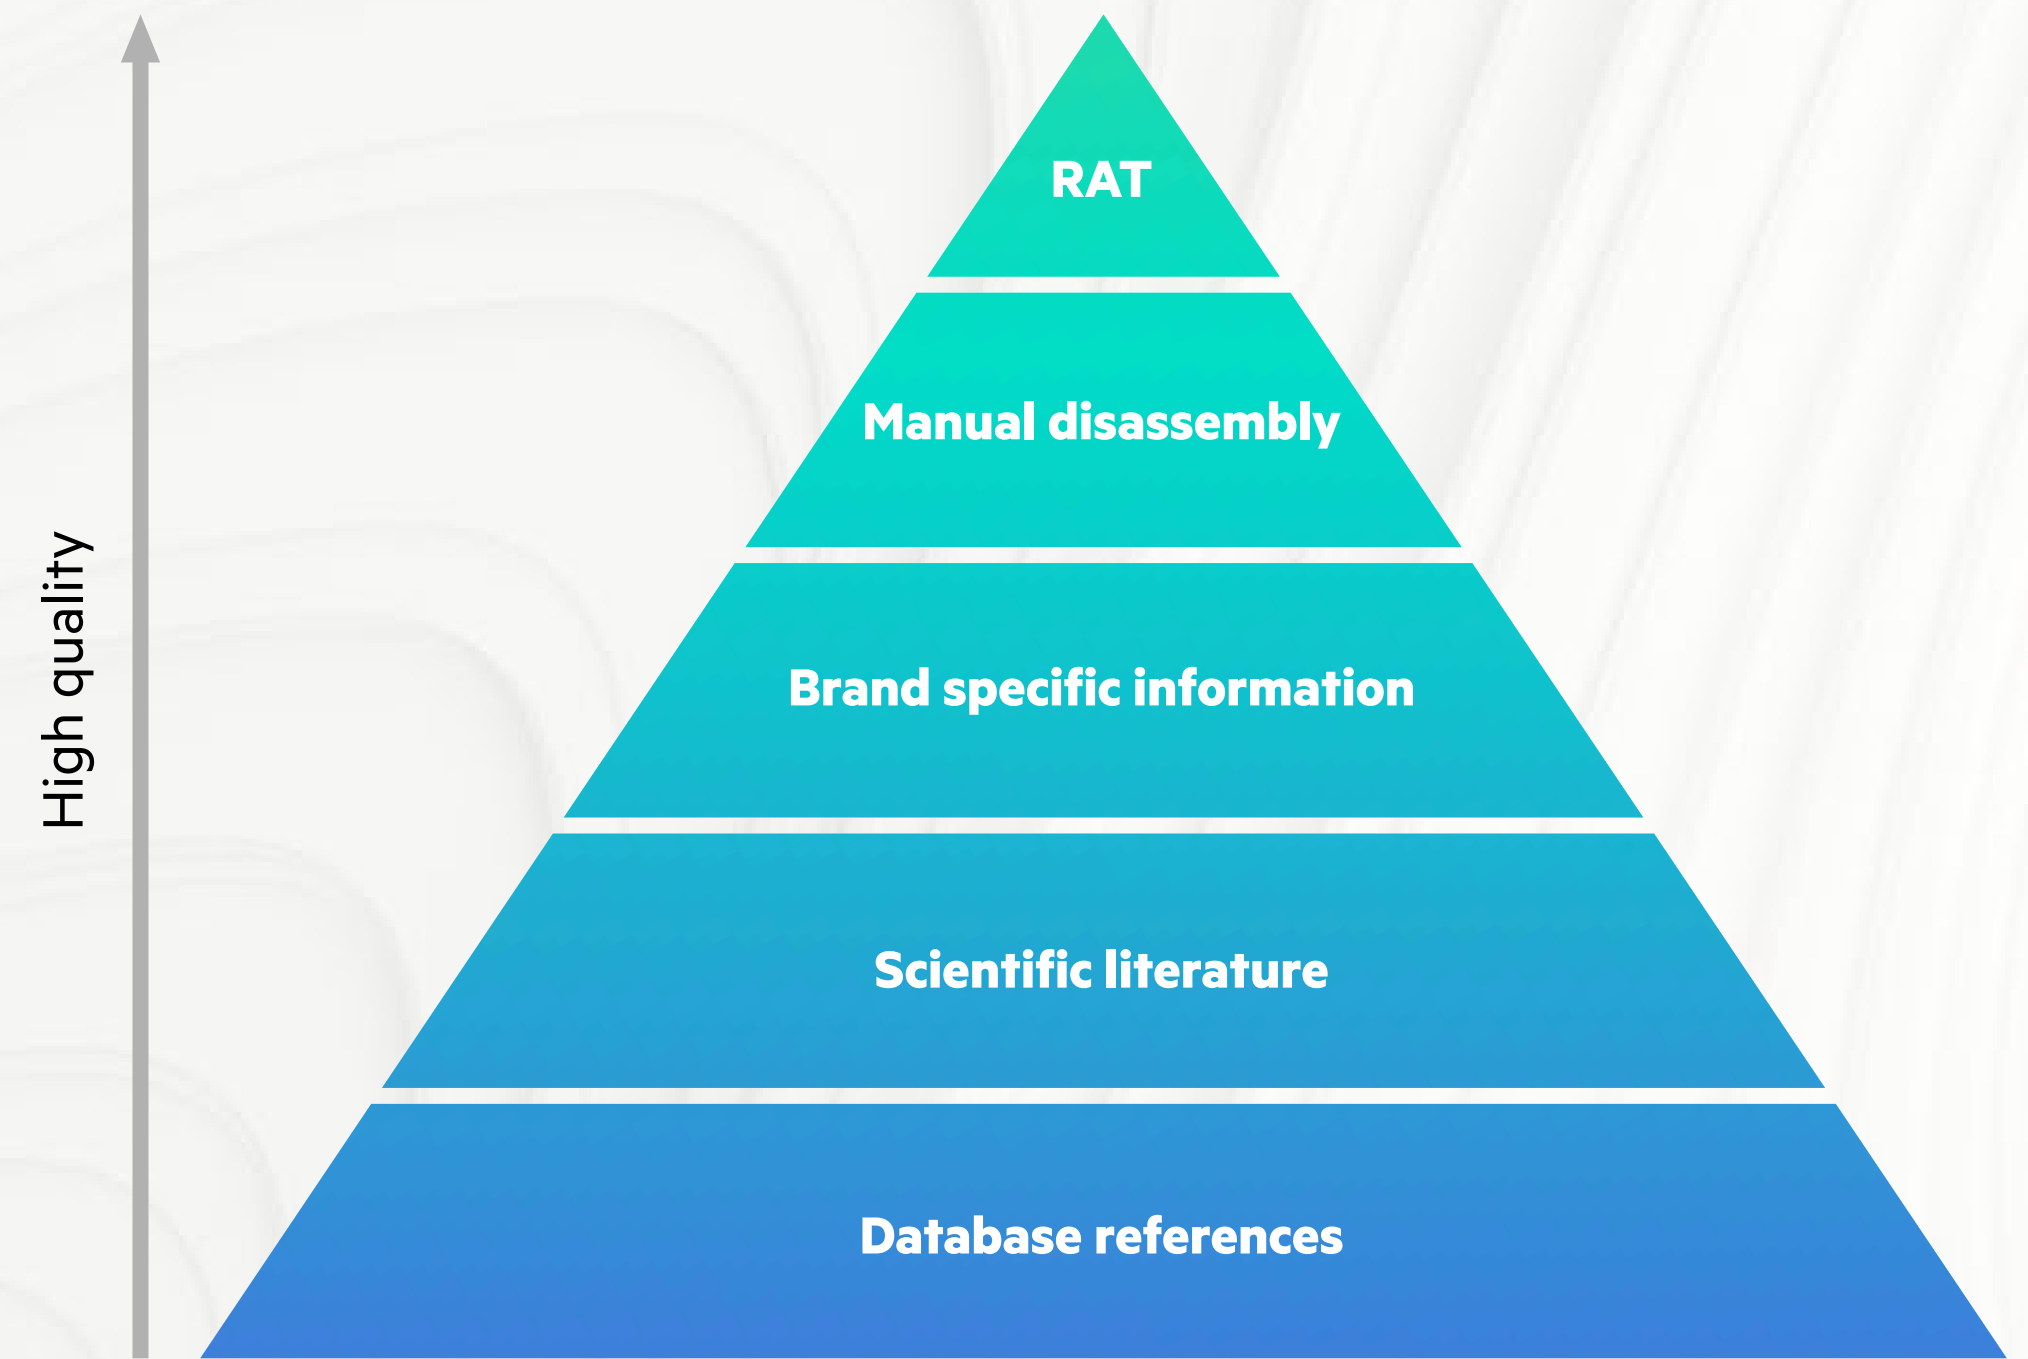 RAT
Manual disassembly
Brand specific information
High quality
Scientific literature
Database references